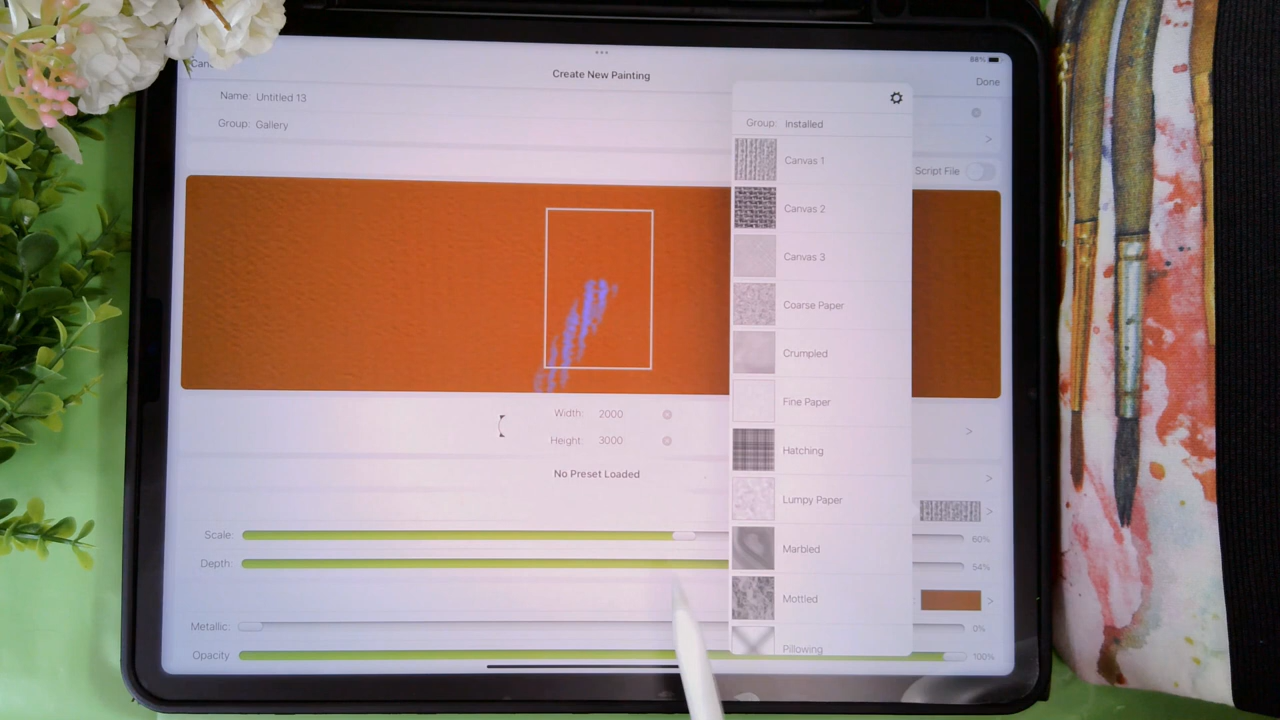 88%
Create New Painting
Done
Name: Untitled 13
Group: Gallery
Group: Installed
Script File
Canvas 1
Canvas 2
Canvas 3
Coarse Paper
Crumpled
Fine Paper
Hatching
Lumpy Paper
Marbled
Mottled
Pillowing
Width: 2000
Height: 3000
No Preset Loaded
Scale: 60%
Depth: 54%
Metallic: 0%
Opacity 100%